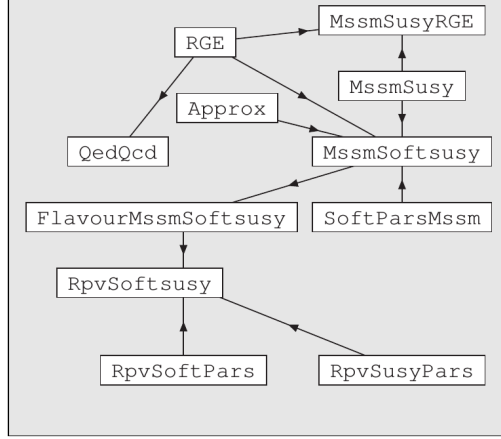 MssmSusyRGE
RGE
MssmSusy
Approx
QedQcd
MssmSoftsusy
FlavourMssmSoftsusy
SoftParsMssm
RpvSoftsusy
RpvSoftPars
RpvSusyPars